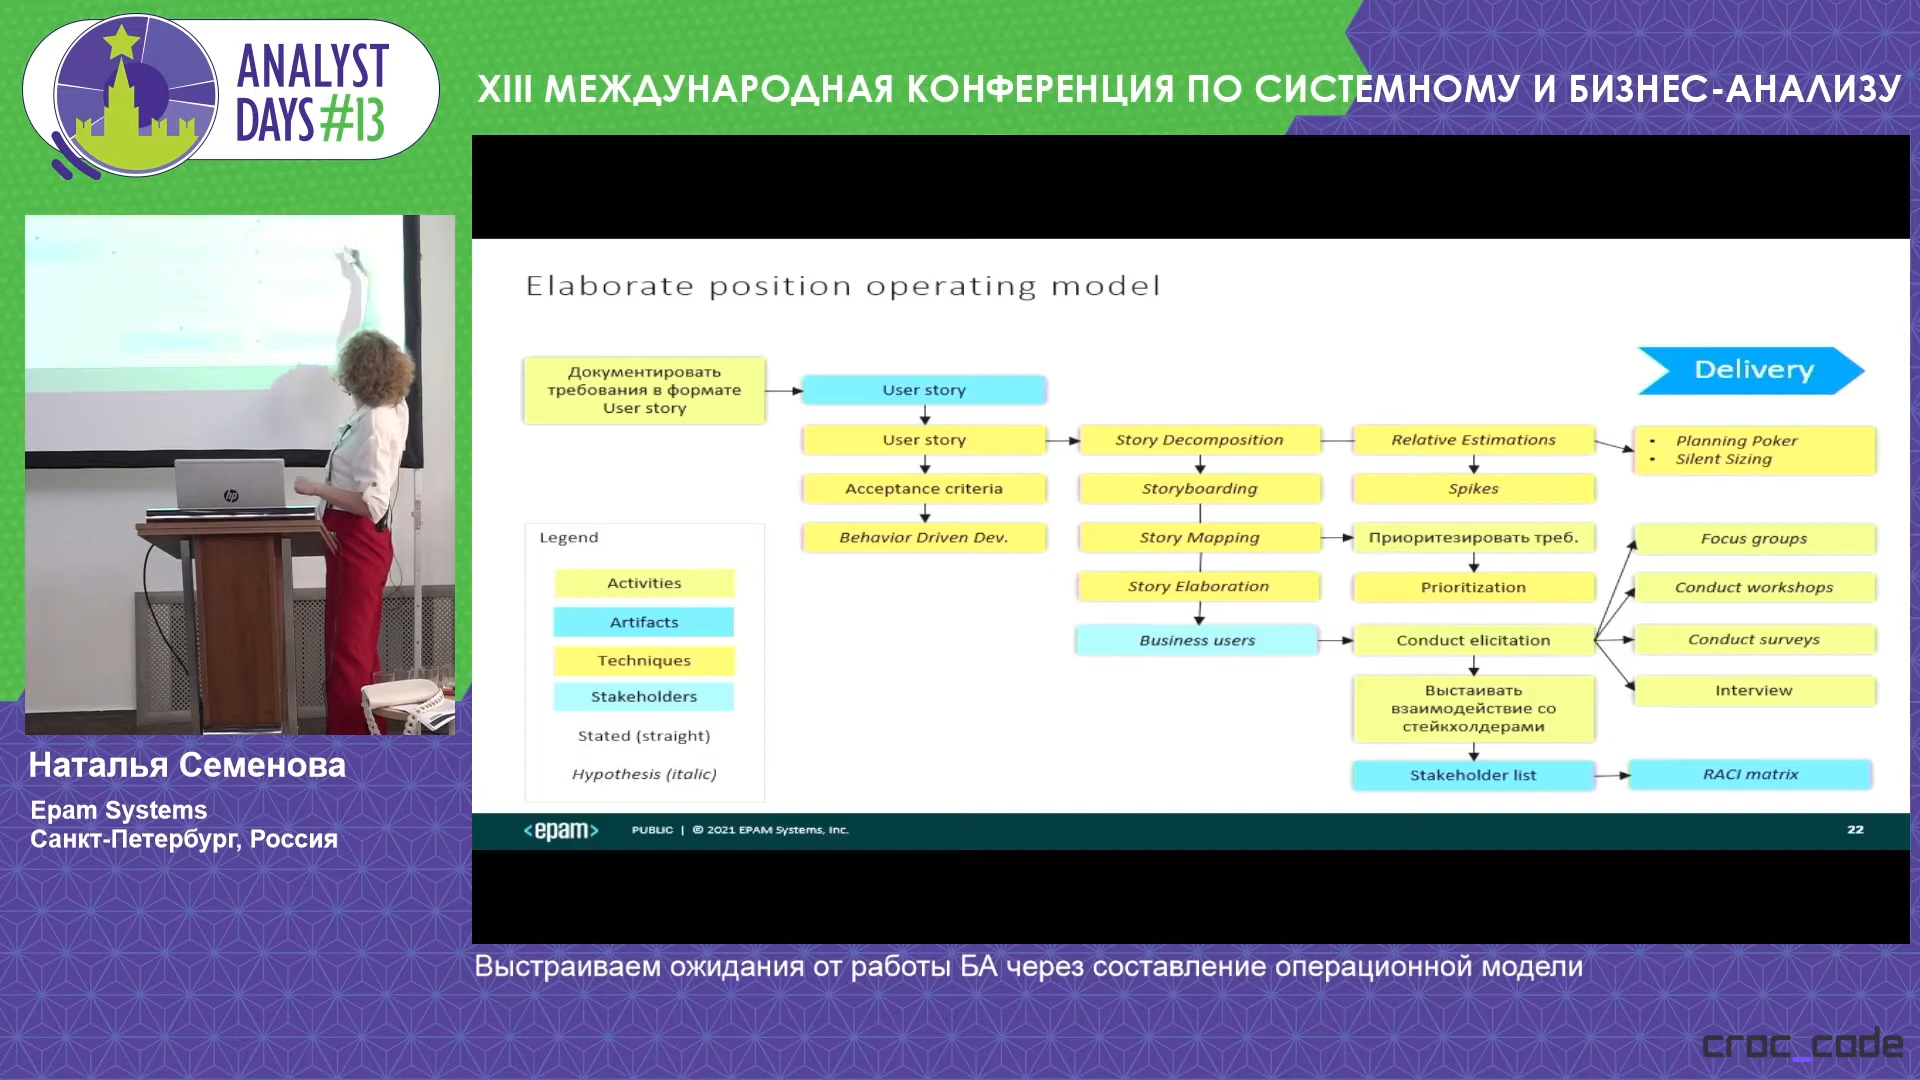 ANALYST
DAYS #13
XIII МЕЖДУНАРОДНАЯ КОНФЕРЕНЦИЯ ПО СИСТЕМНОМУ И БИЗНЕС-АНАЛИЗУ
Elaborate position operating model
Delivery
Документировать
требования в формате
User story
User story
User story
Story Decomposition
Relative Estimations
• Planning Poker
• Silent Sizing
Acceptance criteria
Storyboarding
Spikes
Behavior Driven Dev.
Story Mapping
Приоритезировать треб.
Focus groups
Story Elaboration
Prioritization
Conduct workshops
Business users
Conduct elicitation
Conduct surveys
Выстаивать
взаимодействие со
стейкхолдерами
Interview
Stakeholder list
RACI matrix
Legend
Activities
Artifacts
Techniques
Stakeholders
Stated (straight)
Hypothesis (italic)
<epam>
PUBLIC | © 2021 EPAM Systems, Inc.
22
hp
Наталья Семенова
Epam Systems
Санкт-Петербург, Россия
Выстраиваем ожидания от работы БА через составление операционной модели
croc_code